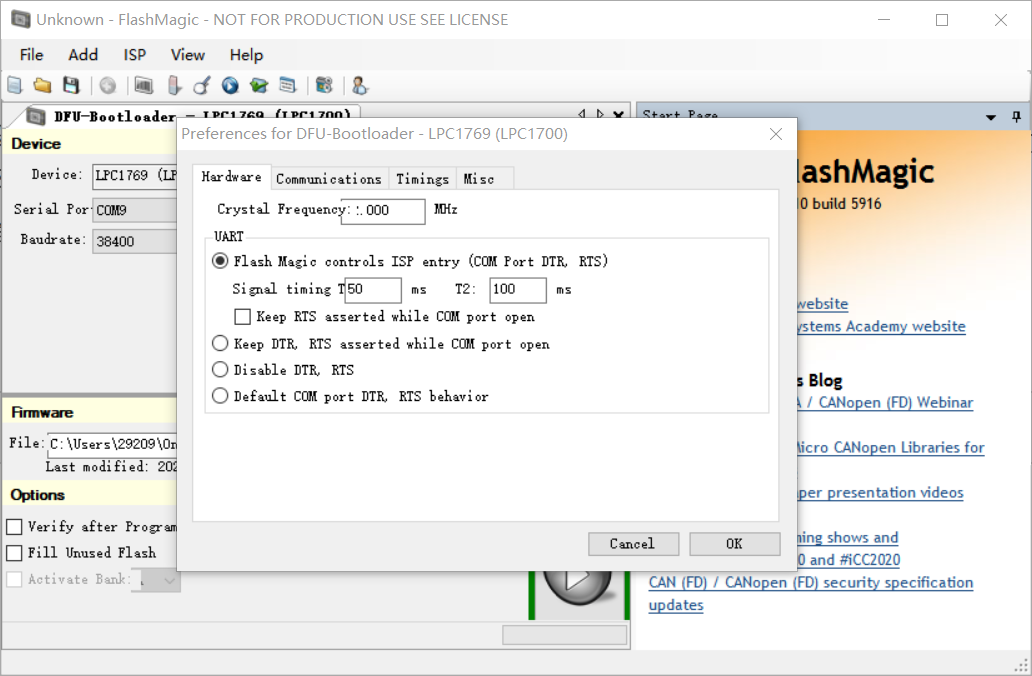 Unknown - FlashMagic - NOT FOR PRODUCTION USE SEE LICENSE
File Add ISP View Help
DFU-Bootloader - LPC1769 (LPC1700)
Start Page
Device
Device: LPC1769 (LP
Serial Por COM9
Baudrate: 38400
Firmware
File: C:\Users\29209\On
Last modified: 202
Options
Verify after Program
Fill Unused Flash
Activate Bank:
Preferences for DFU-Bootloader - LPC1769 (LPC1700)
Hardware Communications Timings Misc
Crystal Frequency: .000 MHz
UART
Flash Magic controls ISP entry (COM Port DTR, RTS)
Signal timing T 50 ms T2: 100 ms
Keep RTS asserted while COM port open
Keep DTR, RTS asserted while COM port open
Disable DTR, RTS
Default COM port DTR, RTS behavior
Cancel OK
lashMagic
0 build 5916
website
ystems Academy website
s Blog
A / CANopen (FD) Webinar
Micro CANopen Libraries for
per presentation videos
ning shows and
0 and #iCC2020
CAN (FD) / CANopen (FD) security specification
updates